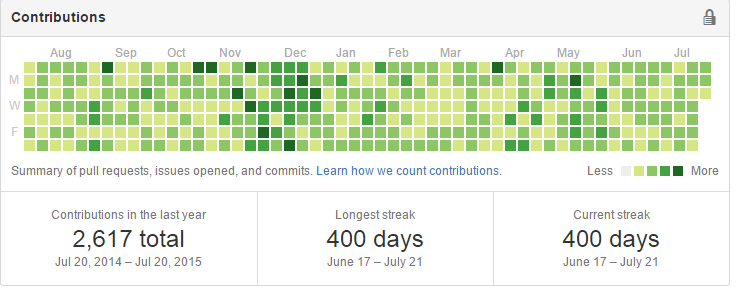 Contributions
Aug Sep Oct Nov Dec Jan Feb Mar Apr May Jun Jul
M
W
F
Summary of pull requests, issues opened, and commits. Learn how we count contributions. Less More
Contributions in the last year
2,617 total
Jul 20, 2014 – Jul 20, 2015
Longest streak
400 days
June 17 – July 21
Current streak
400 days
June 17 – July 21